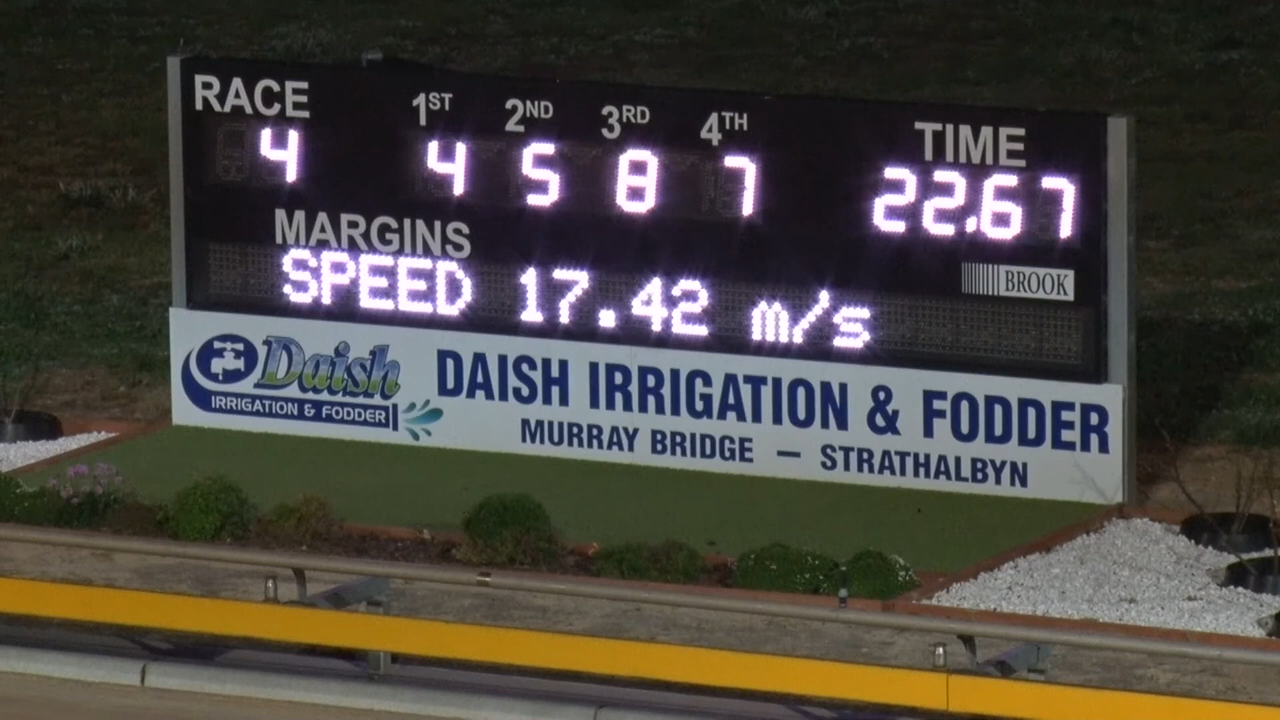 RACE 1ST 2ND 3RD 4TH TIME
4 4 5 8 7 22.67
MARGINS
BROOK
SPEED 17.42 m/s
Daish
IRRIGATION & FODDER
DAISH IRRIGATION & FODDER
MURRAY BRIDGE — STRATHALBYN